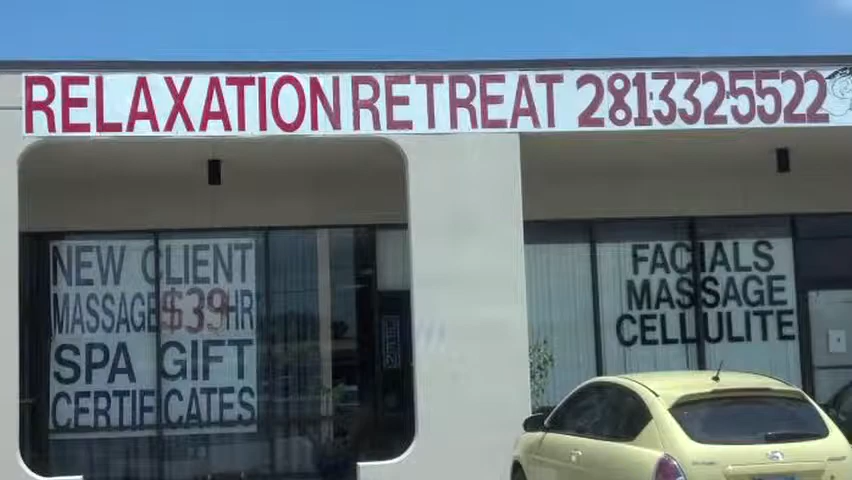 RELAXATION RETREAT 281·332·5522
NEW CLIENT
MASSAGE $39 HR
SPA GIFT
CERTIFICATES
FACIALS
MASSAGE
CELLULITE